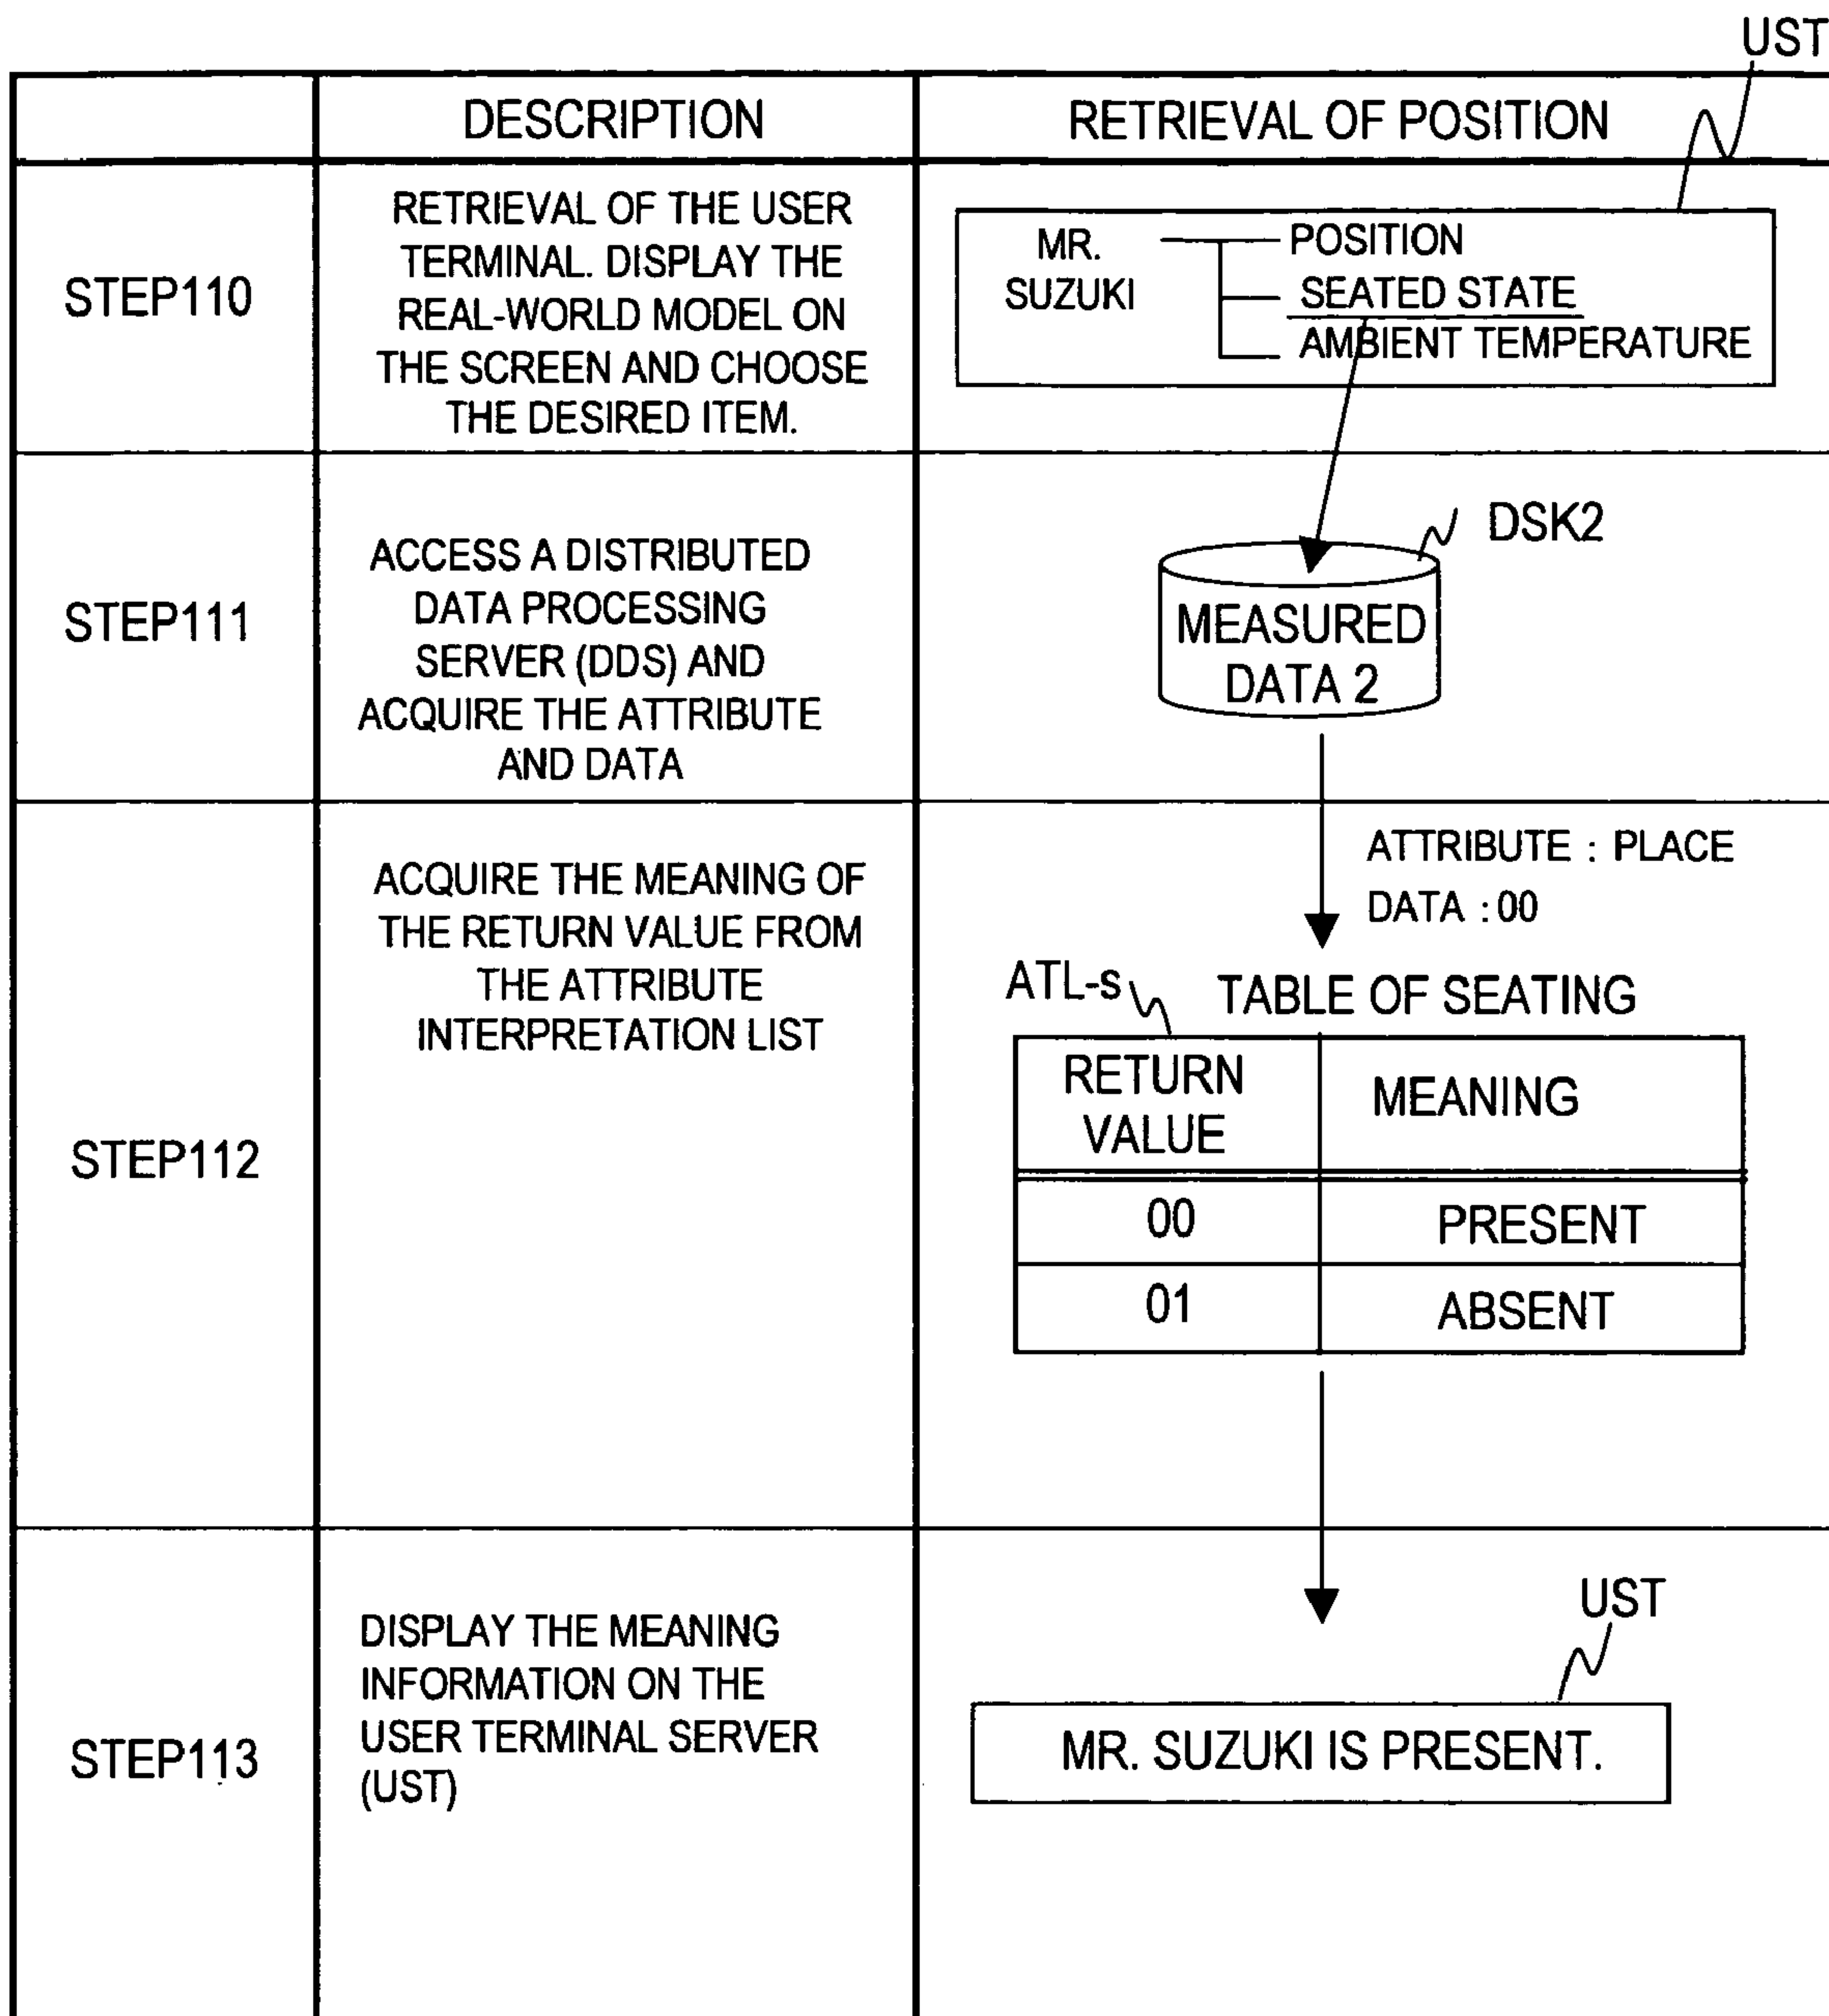 UST
DESCRIPTION
RETRIEVAL OF POSITION
STEP110
RETRIEVAL OF THE USER
TERMINAL. DISPLAY THE
REAL-WORLD MODEL ON
THE SCREEN AND CHOOSE
THE DESIRED ITEM.
MR.
SUZUKI
POSITION
SEATED STATE
AMBIENT TEMPERATURE
STEP111
ACCESS A DISTRIBUTED
DATA PROCESSING
SERVER (DDS) AND
ACQUIRE THE ATTRIBUTE
AND DATA
DSK2
MEASURED
DATA 2
STEP112
ACQUIRE THE MEANING OF
THE RETURN VALUE FROM
THE ATTRIBUTE
INTERPRETATION LIST
ATTRIBUTE : PLACE
DATA : 00
ATL-s
TABLE OF SEATING
RETURN
VALUE
MEANING
00
PRESENT
01
ABSENT
STEP113
DISPLAY THE MEANING
INFORMATION ON THE
USER TERMINAL SERVER
(UST)
UST
MR. SUZUKI IS PRESENT.